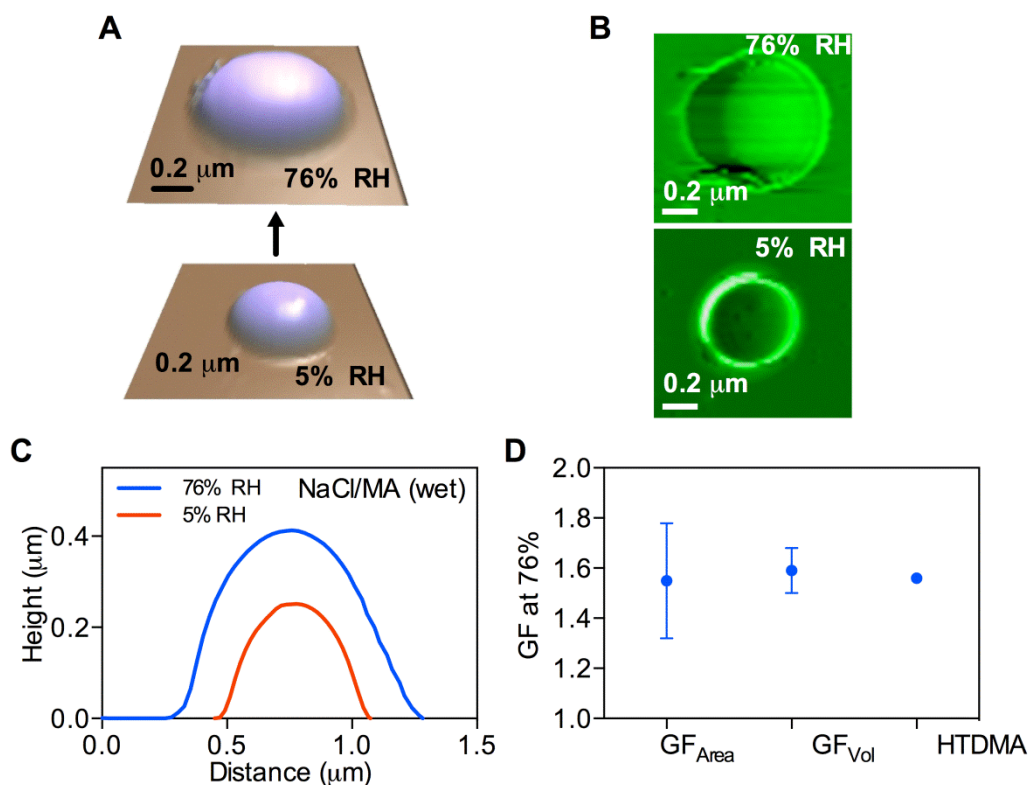 A
76% RH
0.2 μm
5% RH
0.2 μm
B
76% RH
0.2 μm
5% RH
0.2 μm
C
76% RH
5% RH
NaCl/MA (wet)
Height (μm)
0.4
0.2
0.0
0.0
0.5
1.0
1.5
Distance (μm)
D
GF at 76%
2.0
1.8
1.6
1.4
1.2
1.0
GF_Area
GF_Vol
HTDMA